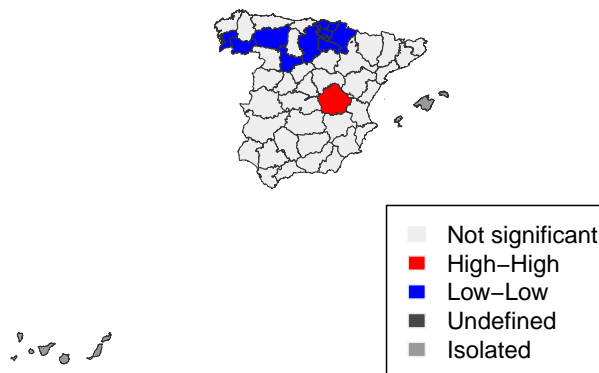 Not significant
High−High
Low−Low
Undefined
Isolated